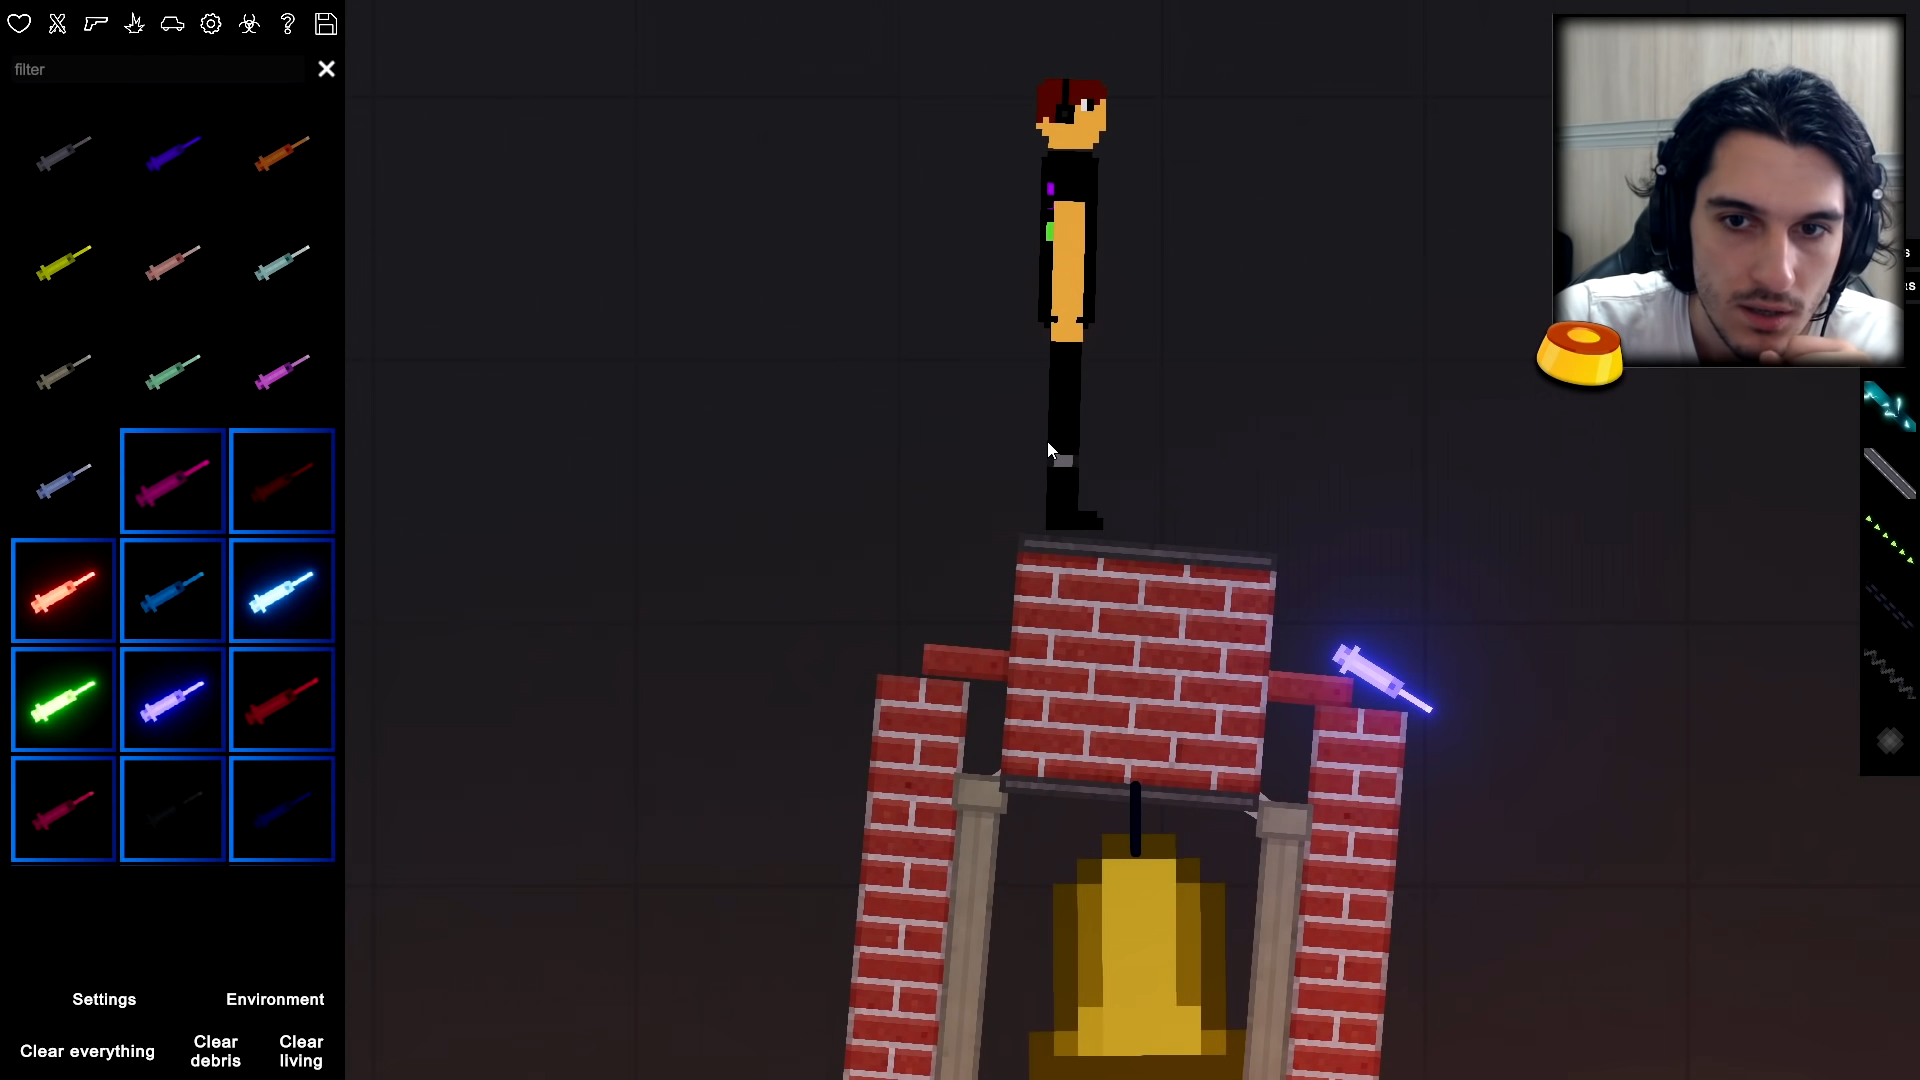 filter
s
s
Settings
Environment
Clear everything
Clear
debris
Clear
living